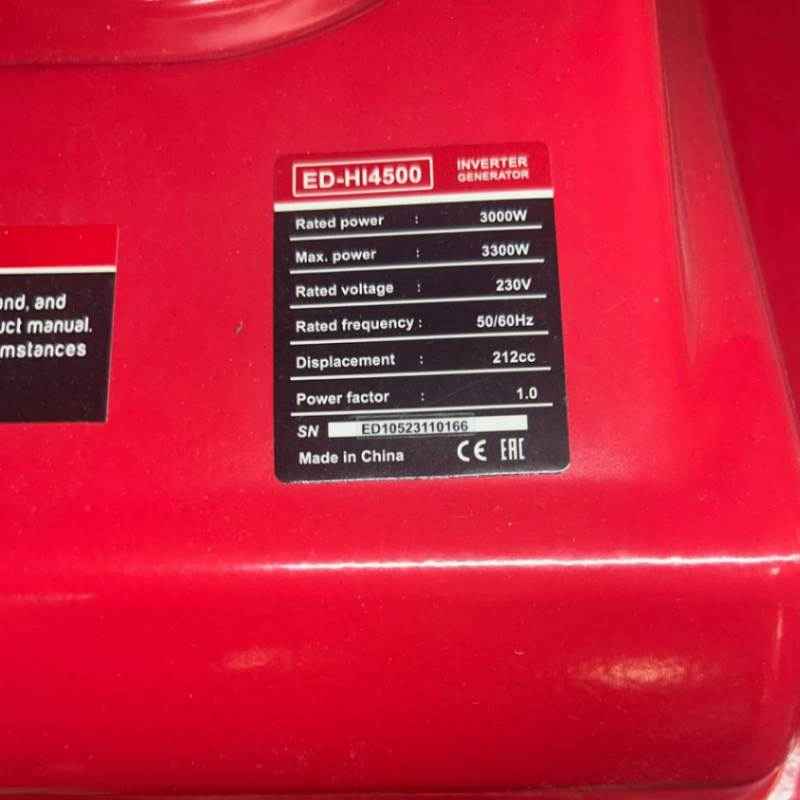 ED-HI4500 INVERTER GENERATOR
Rated power : 3000W
Max. power : 3300W
Rated voltage : 230V
Rated frequency : 50/60Hz
Displacement : 212cc
Power factor : 1.0
SN ED10523110166
Made in China CE EAC
and, and
uct manual.
mstances